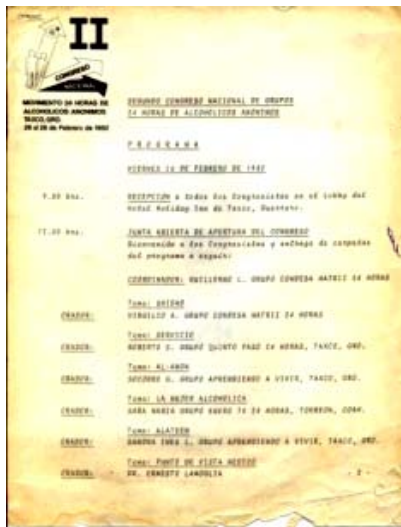 II
CONGRESO
NACIONAL
MOVIMIENTO 24 HORAS DE
ALCOHOLICOS ANONIMOS
TAXCO, GRO.
26 al 28 de Febrero de 1982
SEGUNDO CONGRESO NACIONAL DE GRUPOS
24 HORAS DE ALCOHOLICOS ANONIMOS
PROGRAMA
VIERNES 26 DE FEBRERO DE 1982
9.00 hrs. RECEPCION a todos los Congresistas en el lobby del
hotel Holiday Inn de Taxco, Guerrero.
JUNTA ABIERTA DE APERTURA DEL CONGRESO
Bienvenida a los Congresistas y entrega de carpetas
del programa a seguir:
COORDINADOR: GUILLERMO L. GRUPO CONDESA MATRIZ 24 HORAS
Tema: UNIDAD
ORADOR: VIRGILIO A. GRUPO CONDESA MATRIZ 24 HORAS
Tema: SERVICIO
ORADOR: ROBERTO S. GRUPO QUINTO PASO 24 HORAS, TAXCO, GRO.
Tema: AL-ANON
ORADOR: SOCORRO G. GRUPO APRENDIENDO A VIVIR, TAXCO, GRO.
Tema: LA MUJER ALCOHOLICA
ORADOR: SARA MARIA GRUPO 24 HORAS, TORREON, COAH.
Tema: ALATEEN
ORADOR: SANDRA INES L. GRUPO APRENDIENDO A VIVIR, TAXCO, GRO.
Tema: PUNTO DE VISTA MEDICO
ORADOR: DR. ERNESTO